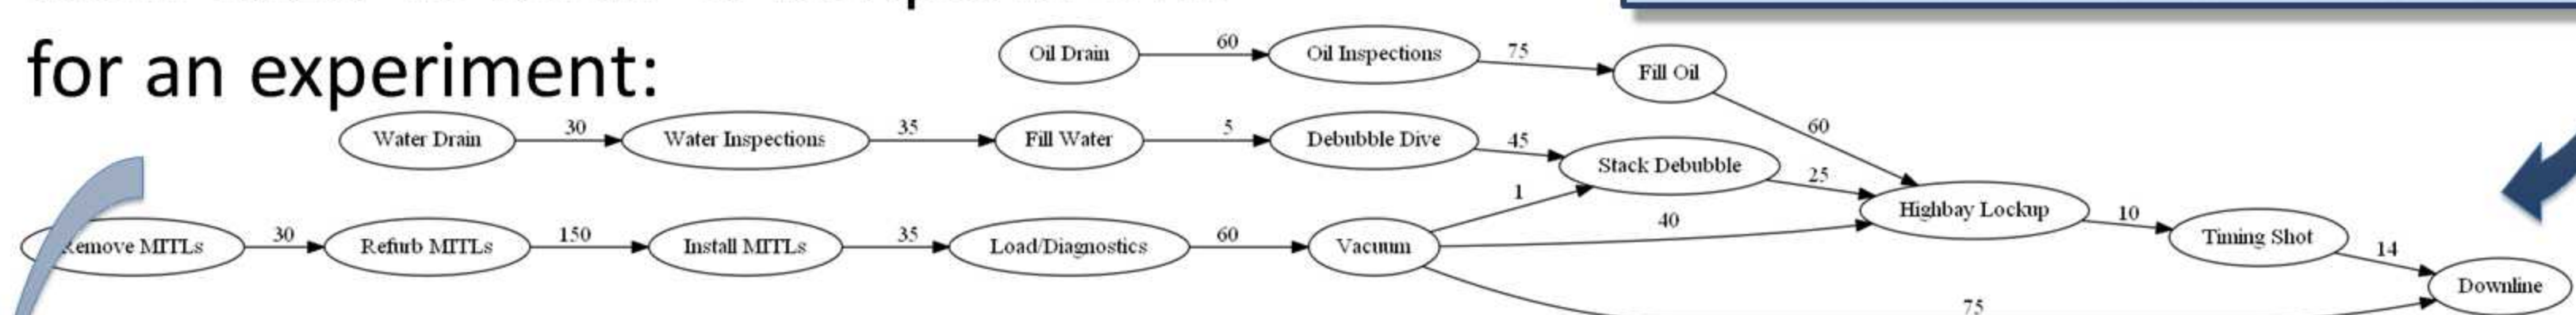 for an experiment:
Oil Drain 60 Oil Inspections 75 Fill Oil
60
Water Drain 30 Water Inspections 35 Fill Water 5 Debubble Dive 45 Stack Debubble 25 Highbay Lockup 10 Timing Shot 14 Downline
Remove MITLs 30 Refurb MITLs 150 Install MITLs 35 Load/Diagnostics 60 Vacuum
1
40
75